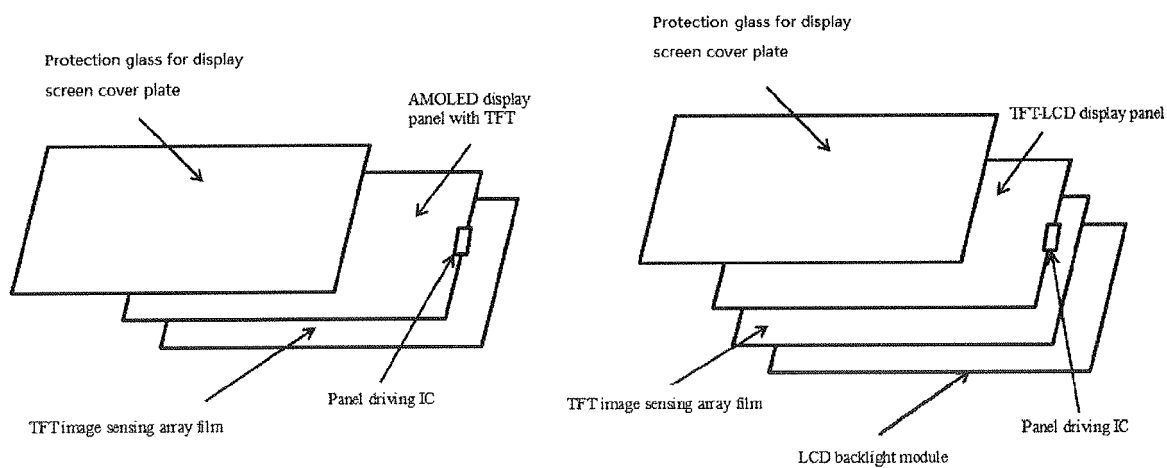 Protection glass for display
screen cover plate
AMOLED display
panel with TFT
Panel driving IC
TFT image sensing array film
Protection glass for display
screen cover plate
TFT-LCD display panel
TFT image sensing array film
Panel driving IC
LCD backlight module